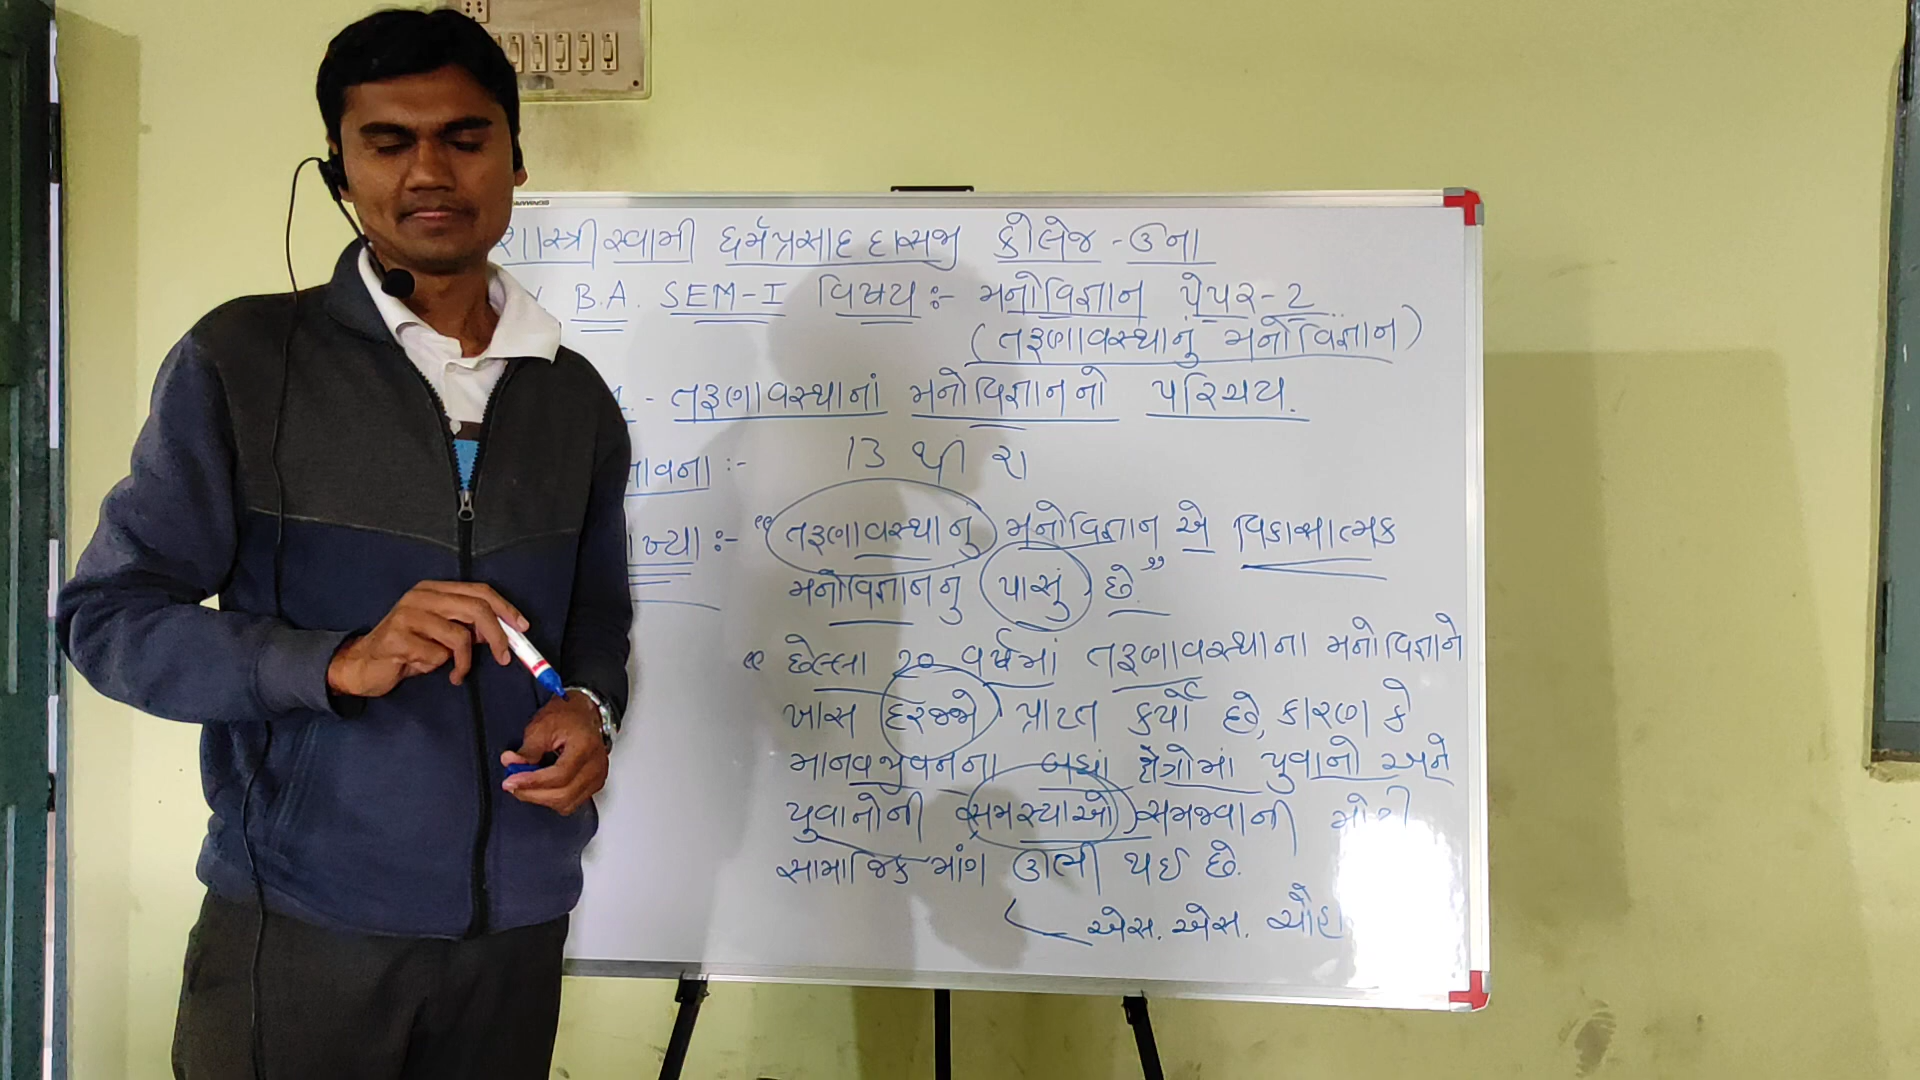 શાસ્ત્રી સ્વામી ધર્મપ્રસાદ દાસજી કોલેજ - ઉના
B.A. SEM-I વિષય :- મનોવિજ્ઞાન પેપર-2
(તરૂણાવસ્થાનું મનોવિજ્ઞાન)
- તરૂણાવસ્થાનાં મનોવિજ્ઞાનનો પરિચય.
13 થી ૨૧
"તરૂણાવસ્થાનું મનોવિજ્ઞાન એ વિકાસાત્મક
મનોવિજ્ઞાનનું પાસું છે."
"છેલ્લા 20 વર્ષમાં તરૂણાવસ્થાના મનોવિજ્ઞાને
ખાસ દરજ્જો પ્રાપ્ત કર્યો છે, કારણ કે
માનવજીવનના બધાં ક્ષેત્રોમાં યુવાનો અને
યુવાનોની સમસ્યાઓ સમજવાની મોટી
સામાજિક માંગ ઊભી થઈ છે.
એસ. એસ.